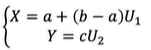 X = a + (b − a)U₁
Y = cU₂